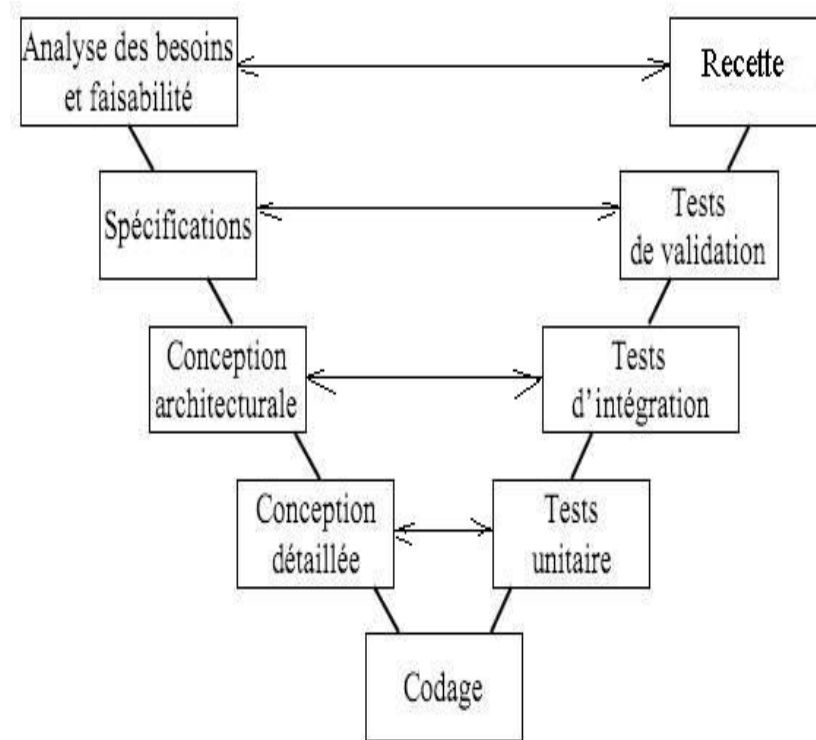 Analyse des besoins
et faisabilité
Recette
Spécifications
Tests
de validation
Conception
architecturale
Tests
d'intégration
Conception
détaillée
Tests
unitaire
Codage